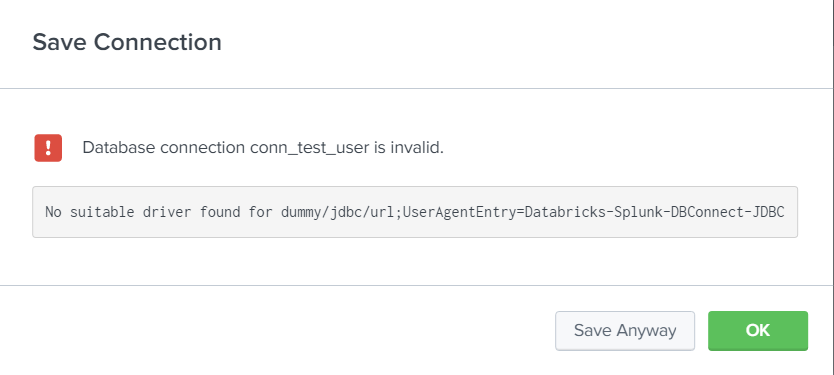 Save Connection
!
Database connection conn_test_user is invalid.
No suitable driver found for dummy/jdbc/url;UserAgentEntry=Databricks-Splunk-DBConnect-JDBC
Save Anyway OK